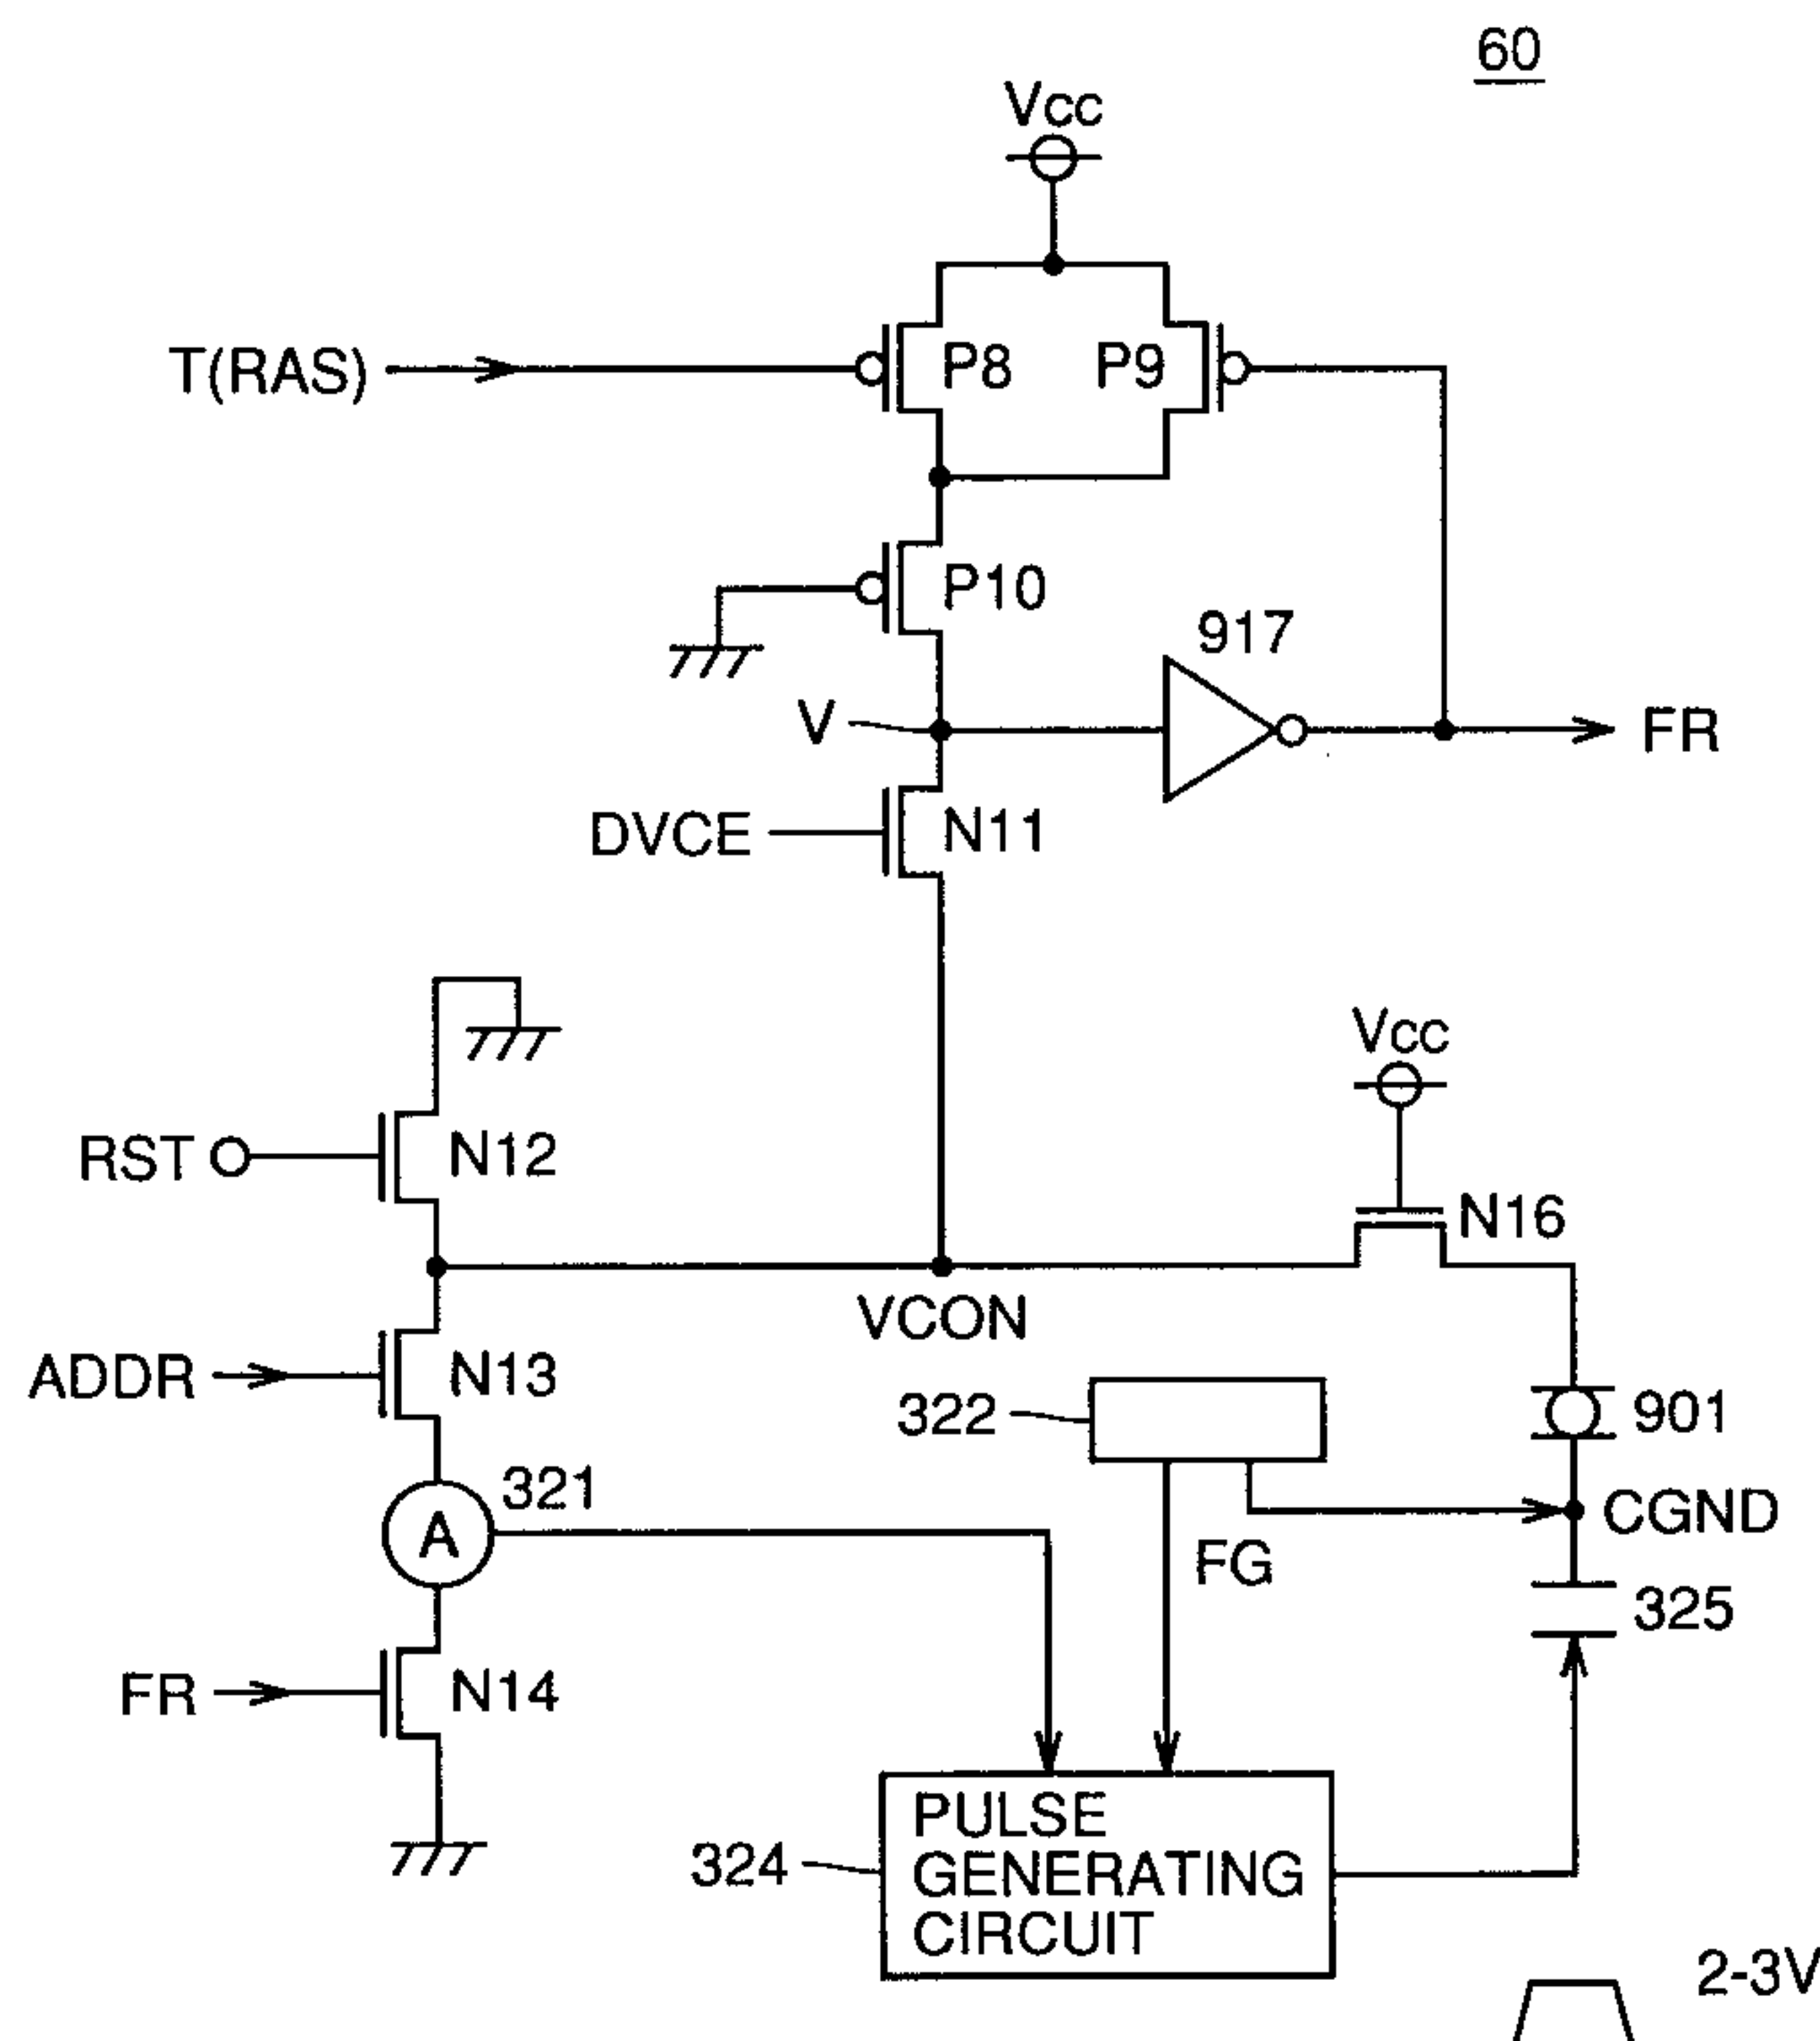 60
Vcc
T(RAS)
P8
P9
P10
917
V
FR
DVCE
N11
RST
N12
Vcc
N16
VCON
ADDR
N13
322
901
321
A
CGND
FG
325
FR
N14
324
PULSE
GENERATING
CIRCUIT
2-3V